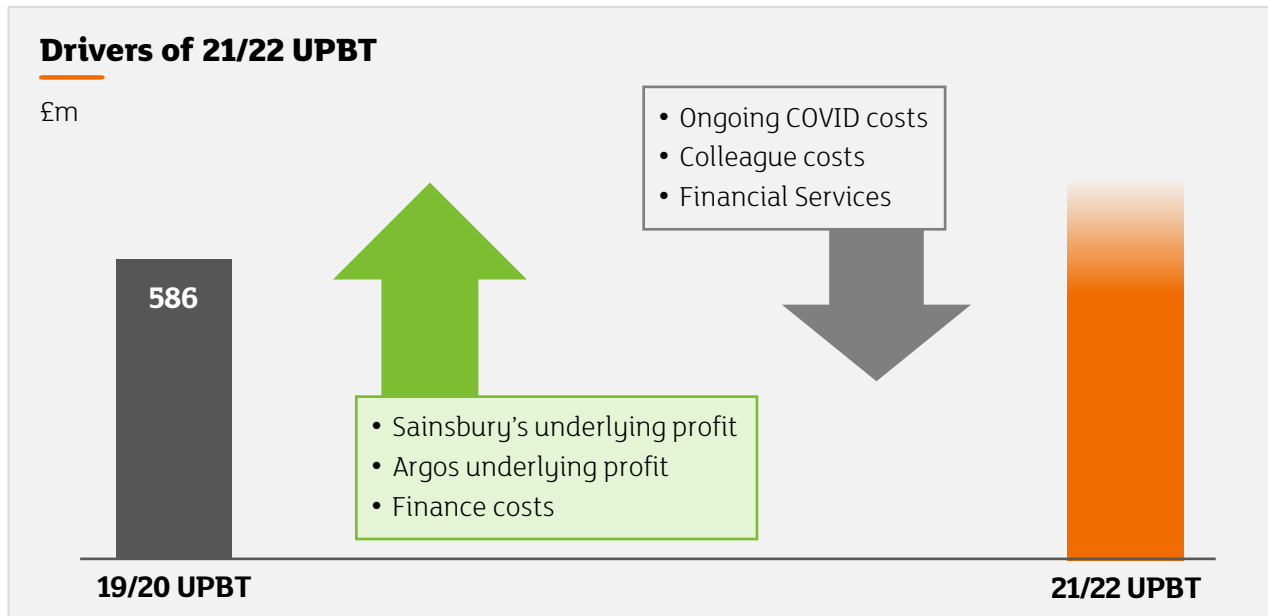 Drivers of 21/22 UPBT
£m
586
• Sainsbury's underlying profit
• Argos underlying profit
• Finance costs
• Ongoing COVID costs
• Colleague costs
• Financial Services
19/20 UPBT
21/22 UPBT